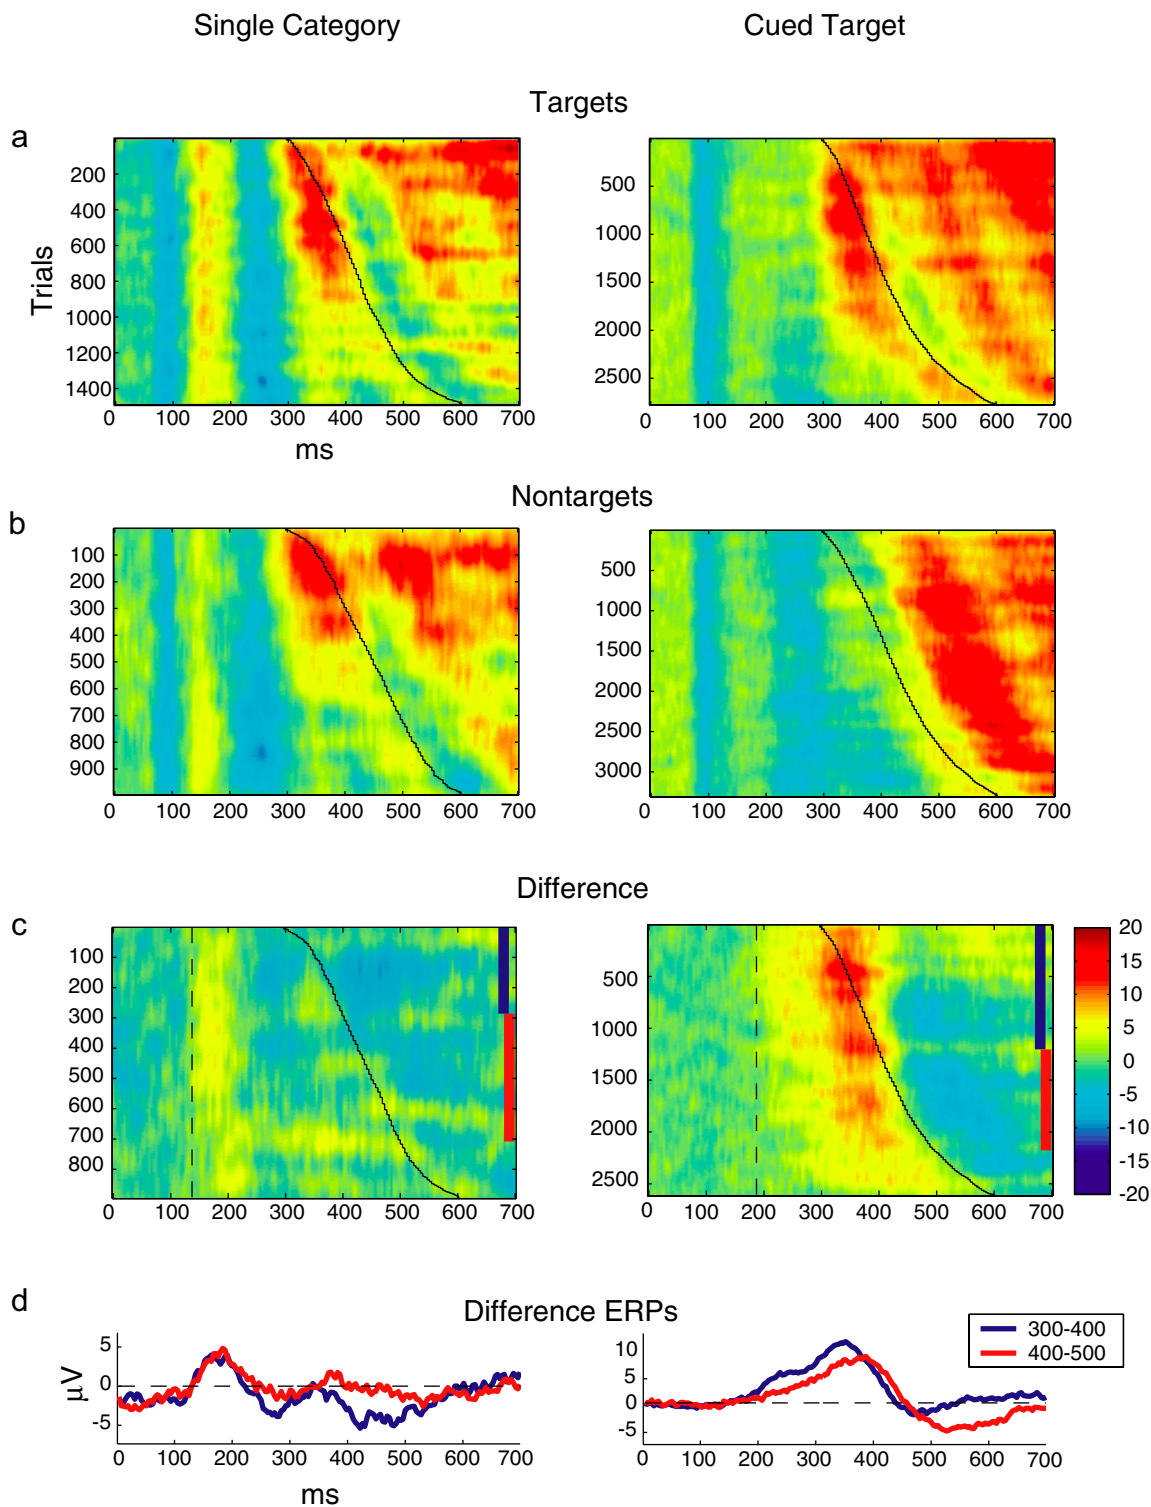 Single Category
Cued Target
Targets
a
Trials
200
400
600
800
1000
1200
1400
0 100 200 300 400 500 600 700
ms
500
1000
1500
2000
2500
0 100 200 300 400 500 600 700
Nontargets
b
100
200
300
400
500
600
700
800
900
0 100 200 300 400 500 600 700
500
1000
1500
2000
2500
3000
0 100 200 300 400 500 600 700
Difference
c
100
200
300
400
500
600
700
800
0 100 200 300 400 500 600 700
500
1000
1500
2000
2500
0 100 200 300 400 500 600 700
20
15
10
5
0
-5
-10
-15
-20
d
Difference ERPs
μV
5
0
-5
0 100 200 300 400 500 600 700
ms
10
5
0
-5
0 100 200 300 400 500 600 700
300-400
400-500